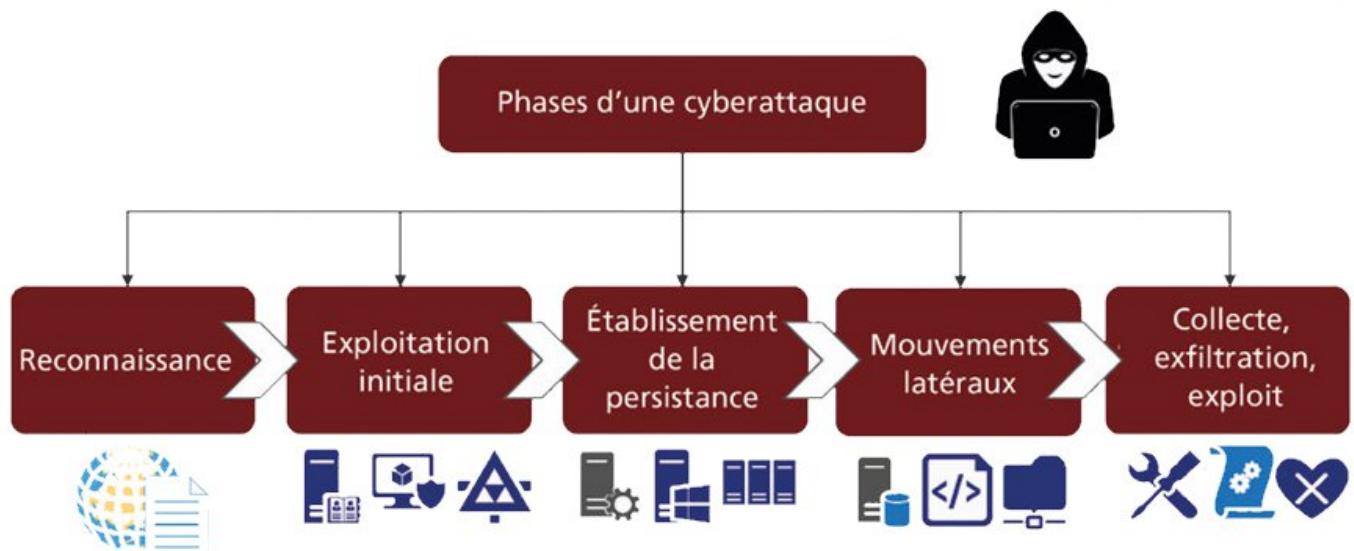 Phases d'une cyberattaque
Reconnaissance
Exploitation
initiale
Établissement
de la
persistance
Mouvements
latéraux
Collecte,
exfiltration,
exploit
</>